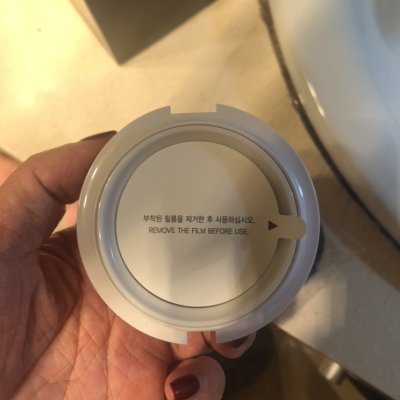 부착된 필름을 제거한 후 사용하십시오.
REMOVE THE FILM BEFORE USE.